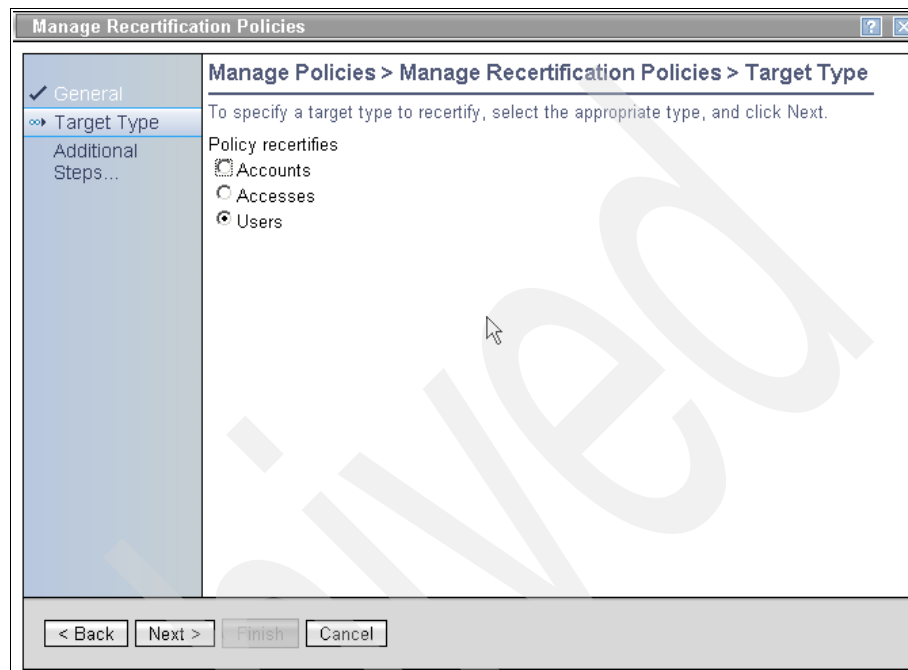 Manage Recertification Policies
General
Target Type
Additional
Steps...
Manage Policies > Manage Recertification Policies > Target Type
To specify a target type to recertify, select the appropriate type, and click Next.
Policy recertifies
Accounts
Accesses
Users
< Back
Next >
Finish
Cancel
hived